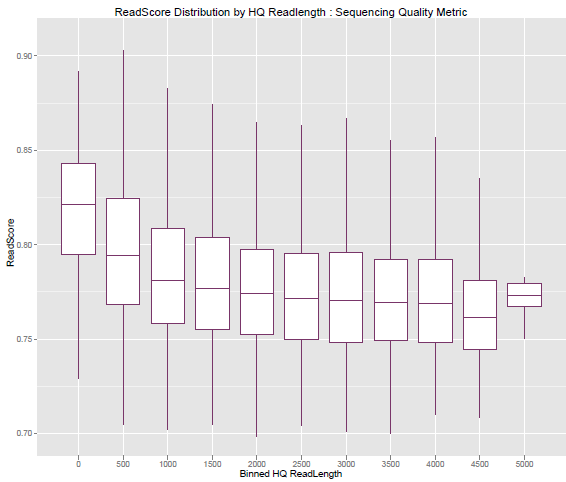 ReadScore Distribution by HQ Readlength : Sequencing Quality Metric
0.90
0.85
0.80
0.75
0.70
ReadScore
0 500 1000 1500 2000 2500 3000 3500 4000 4500 5000
Binned HQ ReadLength